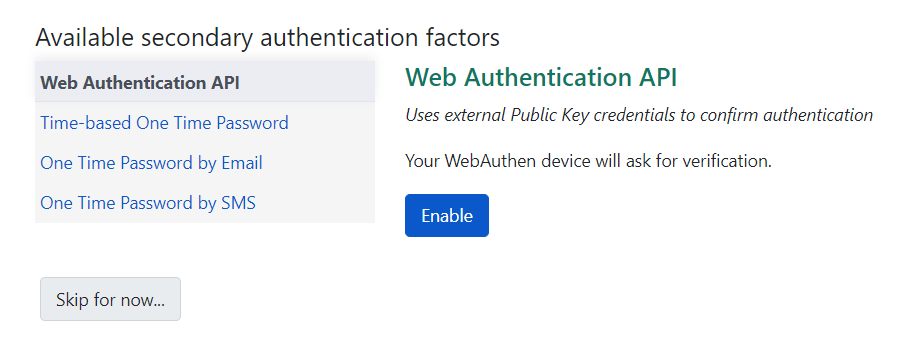 Available secondary authentication factors
Web Authentication API
Time-based One Time Password
One Time Password by Email
One Time Password by SMS
Web Authentication API
Uses external Public Key credentials to confirm authentication
Your WebAuthen device will ask for verification.
Enable
Skip for now...